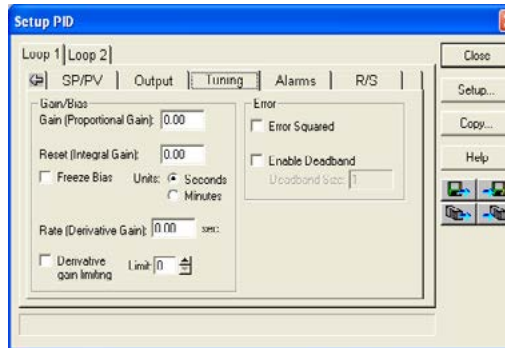 Setup PID
Loop 1 Loop 2
SP/PV Output Tuning Alarms R/S
Gain/Bias
Gain (Proportional Gain): 0.00
Reset (Integral Gain): 0.00
Freeze Bias Units: Seconds
Minutes
Rate (Derivative Gain): 0.00 sec
Derivative gain limiting Limit: 0
Error
Error Squared
Enable Deadband
Deadband Size: 1
Close
Setup...
Copy...
Help